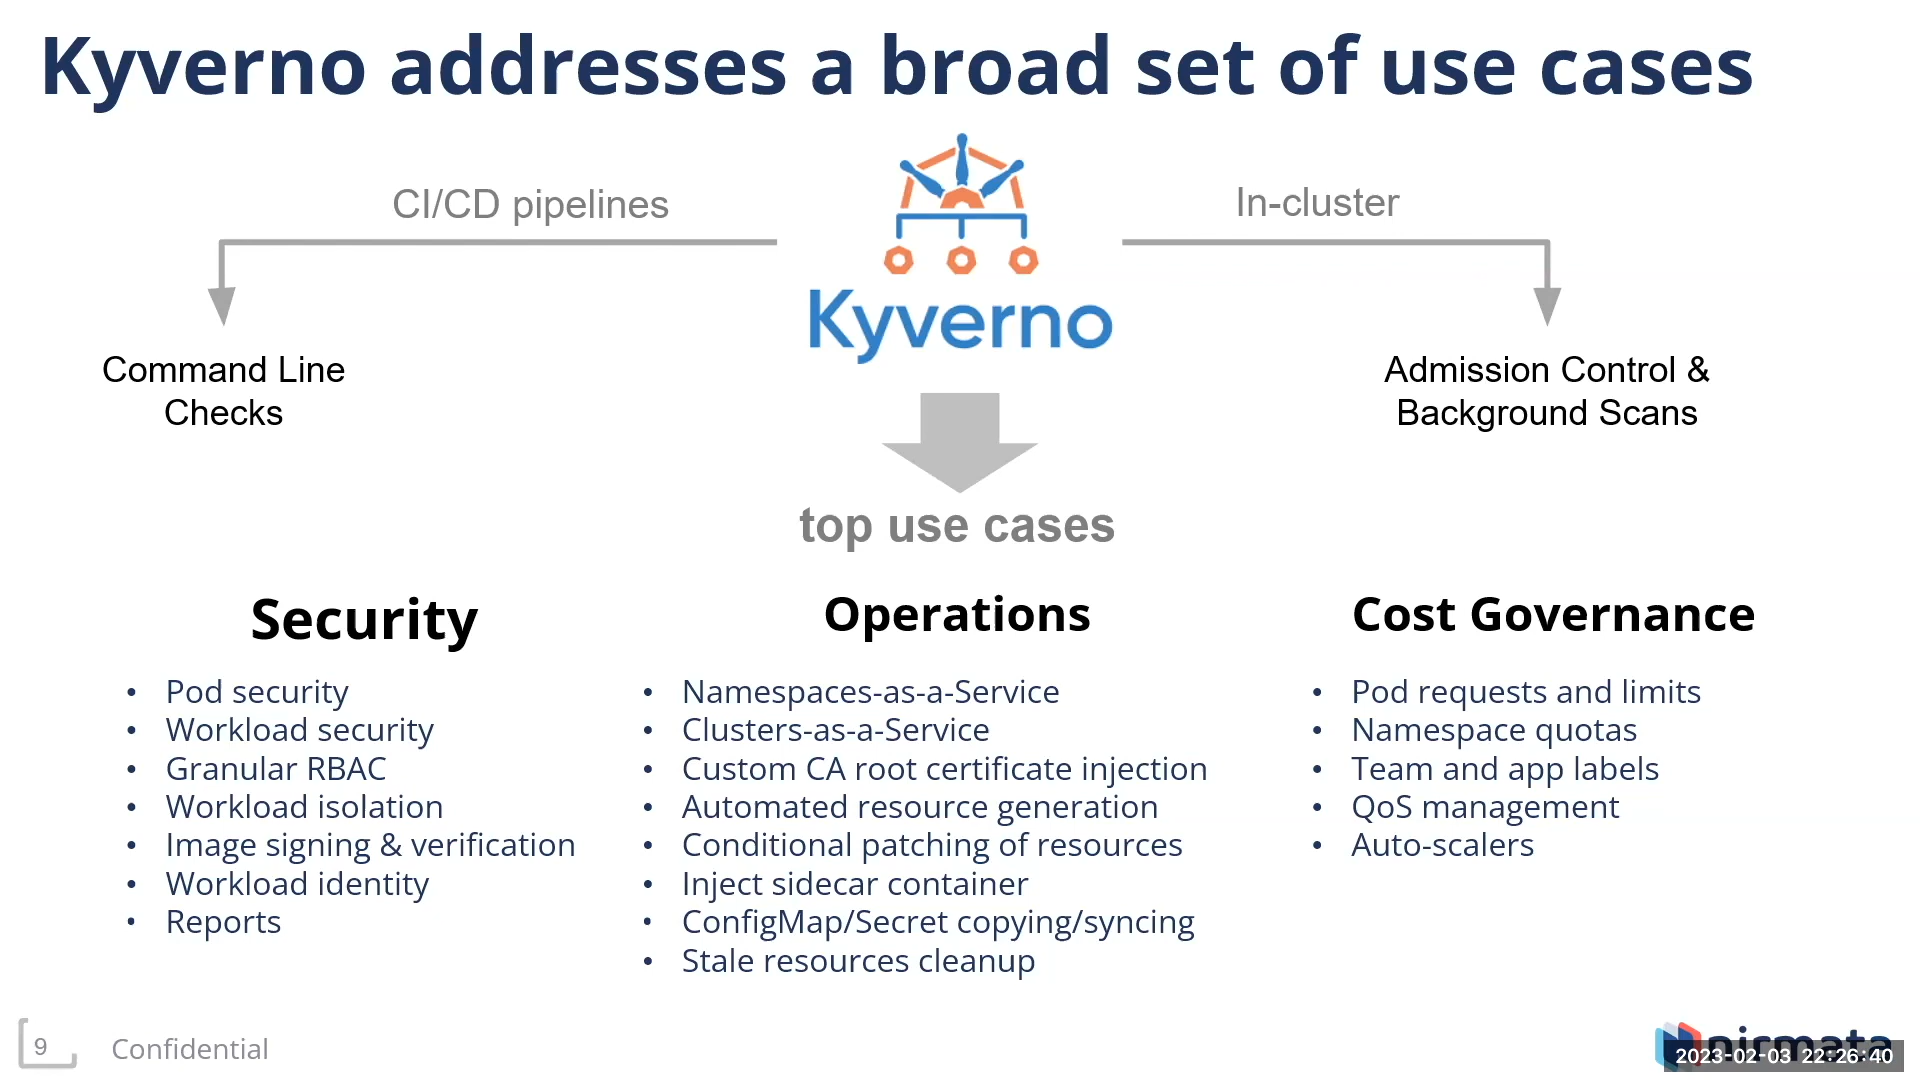 Kyverno addresses a broad set of use cases
CI/CD pipelines
In-cluster
Kyverno
Command Line
Checks
Admission Control &
Background Scans
top use cases
Security
• Pod security
• Workload security
• Granular RBAC
• Workload isolation
• Image signing & verification
• Workload identity
• Reports
Operations
• Namespaces-as-a-Service
• Clusters-as-a-Service
• Custom CA root certificate injection
• Automated resource generation
• Conditional patching of resources
• Inject sidecar container
• ConfigMap/Secret copying/syncing
• Stale resources cleanup
Cost Governance
• Pod requests and limits
• Namespace quotas
• Team and app labels
• QoS management
• Auto-scalers
9
Confidential
nirmata
2023-02-03 22:26:40